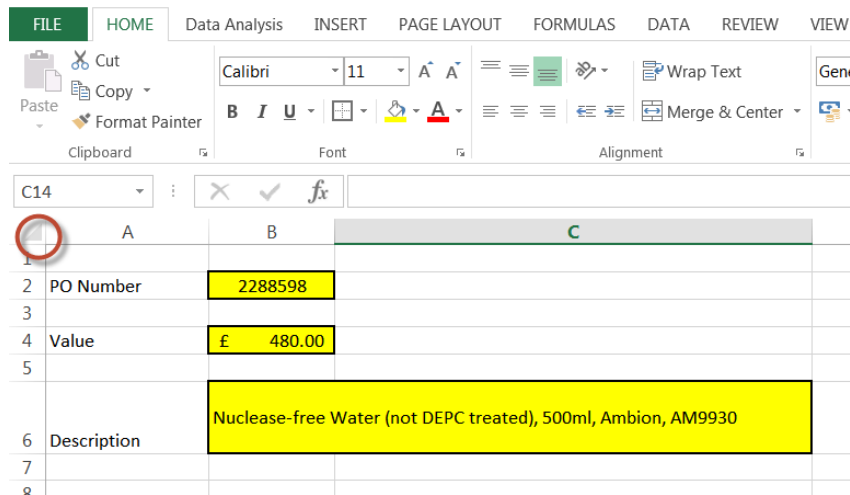 FILE HOME Data Analysis INSERT PAGE LAYOUT FORMULAS DATA REVIEW VIEW
Cut
Calibri 11 A A Wrap Text
Copy
Paste
Format Painter B I U A Merge & Center
Clipboard Font Alignment
C14 fx
A B C
1
2 PO Number 2288598
3
4 Value £ 480.00
5
Nuclease-free Water (not DEPC treated), 500ml, Ambion, AM9930
6 Description
7
8